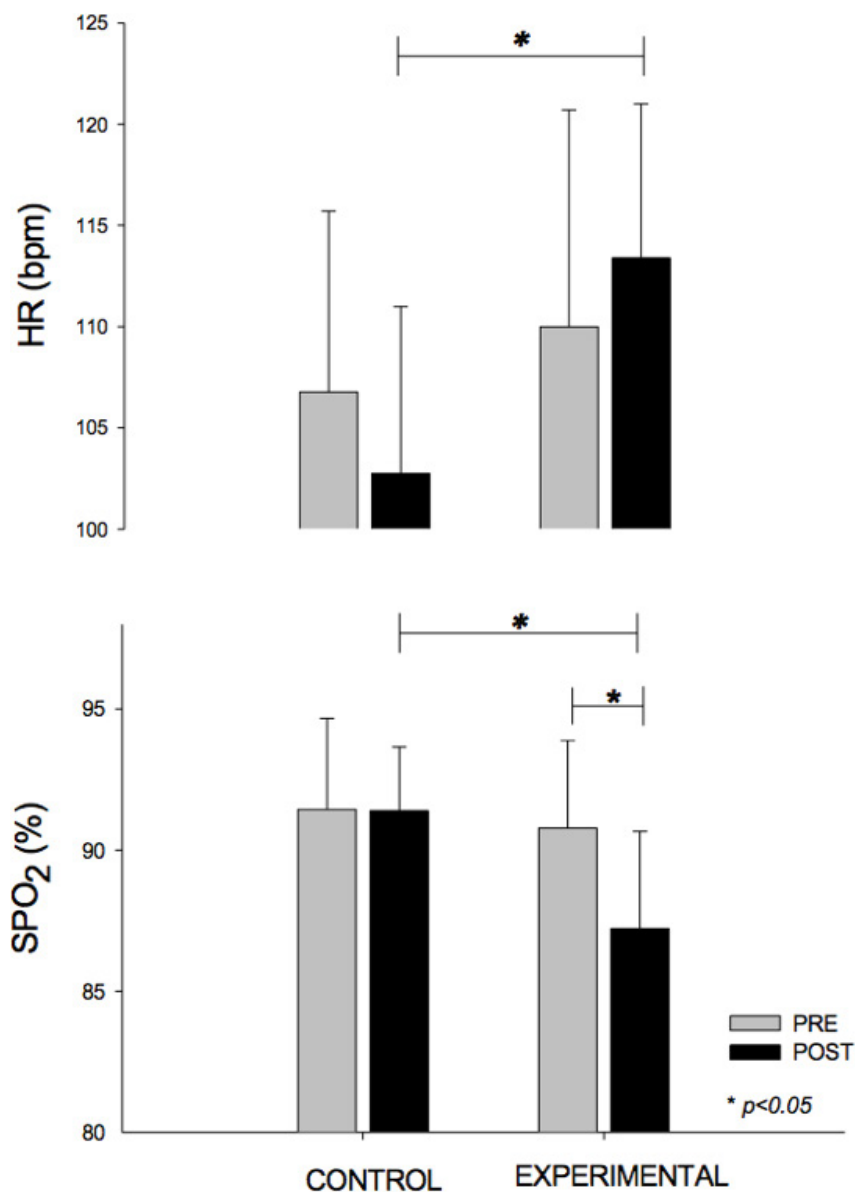 125
*
120
115
HR (bpm)
110
105
100
*
95
*
SPO2 (%)
90
85
PRE
POST
* p<0.05
80
CONTROL EXPERIMENTAL